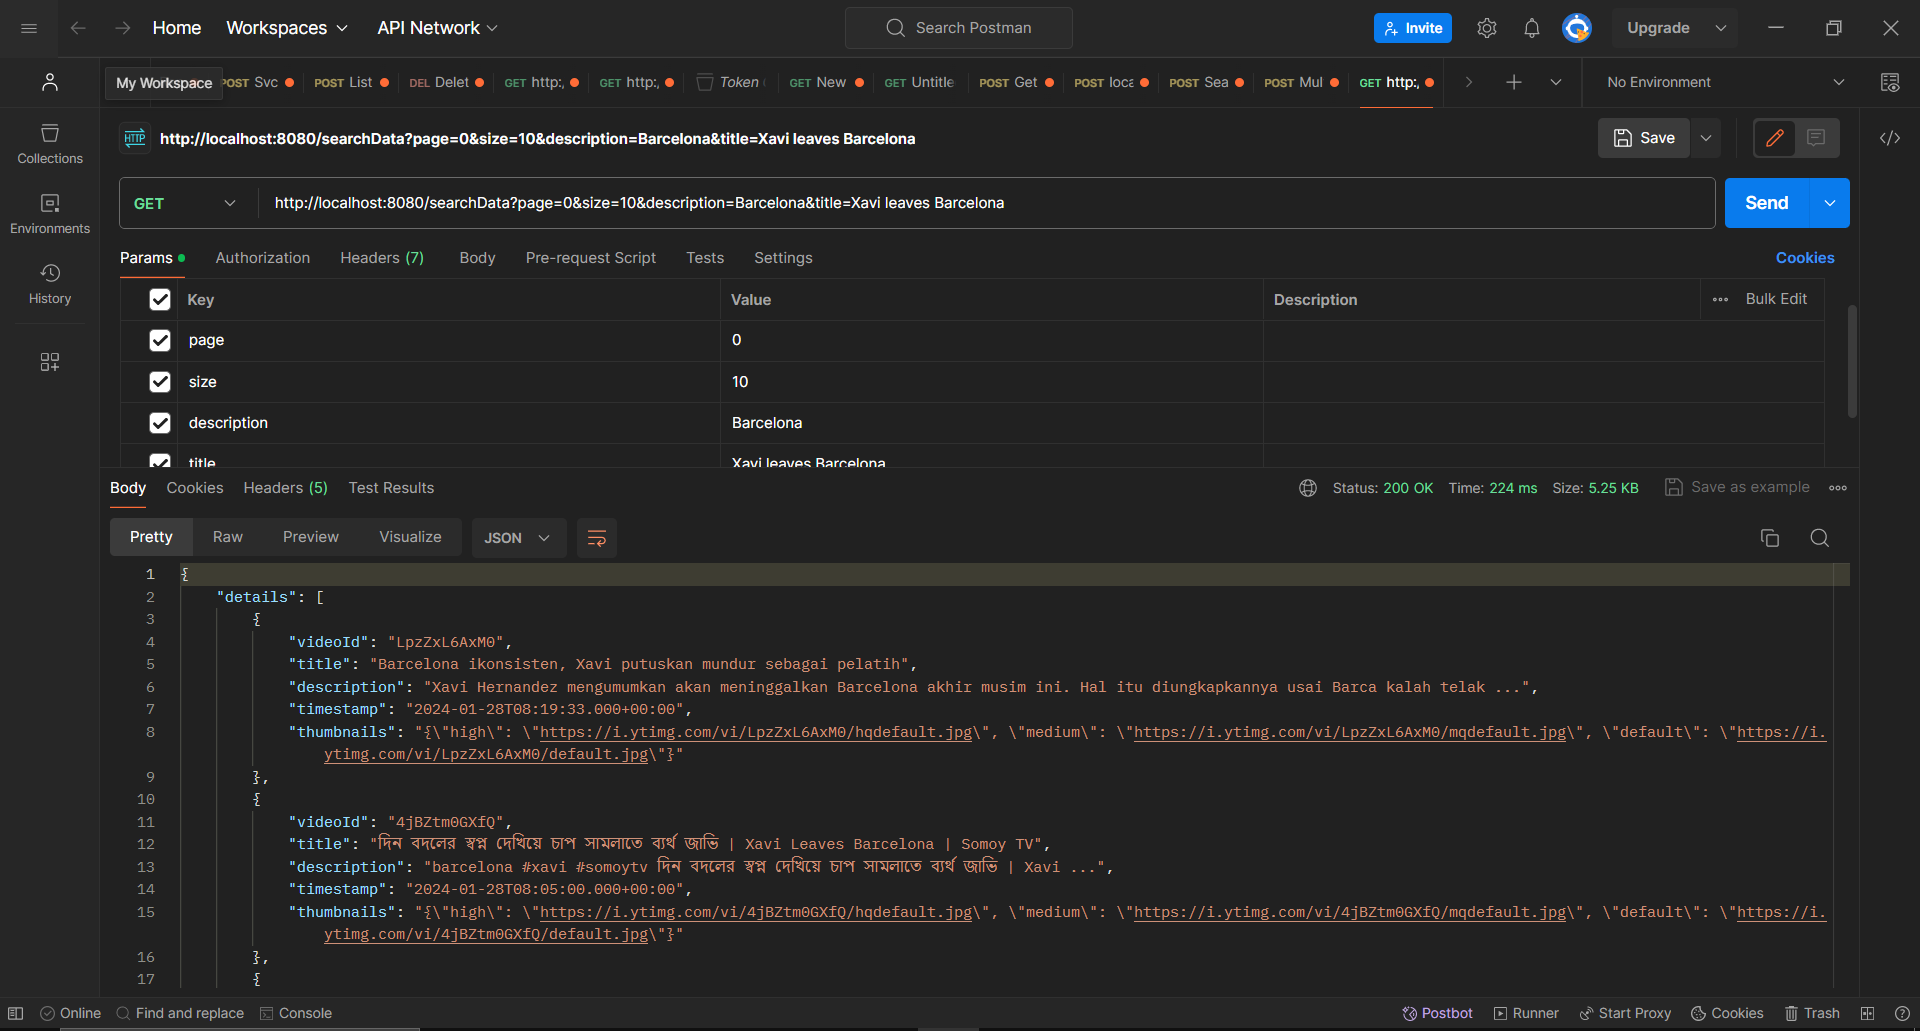 Home Workspaces API Network Search Postman Invite Upgrade
My Workspace POST Svc POST List DEL Delet GET http:, GET http:, Token GET New GET Untitle POST Get POST loca POST Sea POST Mul GET http:, No Environment
HTTP http://localhost:8080/searchData?page=0&size=10&description=Barcelona&title=Xavi leaves Barcelona Save
Collections
GET http://localhost:8080/searchData?page=0&size=10&description=Barcelona&title=Xavi leaves Barcelona Send
Environments
Params Authorization Headers (7) Body Pre-request Script Tests Settings Cookies
History
Key Value Description Bulk Edit
page 0
size 10
description Barcelona
title Xavi leaves Barcelona
Body Cookies Headers (5) Test Results Status: 200 OK Time: 224 ms Size: 5.25 KB Save as example
Pretty Raw Preview Visualize JSON
1 {
2 "details": [
3 {
4 "videoId": "LpzZxL6AxM0",
5 "title": "Barcelona ikonsisten, Xavi putuskan mundur sebagai pelatih",
6 "description": "Xavi Hernandez mengumumkan akan meninggalkan Barcelona akhir musim ini. Hal itu diungkapkannya usai Barca kalah telak ...",
7 "timestamp": "2024-01-28T08:19:33.000+00:00",
8 "thumbnails": "{\"high\": \"https://i.ytimg.com/vi/LpzZxL6AxM0/hqdefault.jpg\", \"medium\": \"https://i.ytimg.com/vi/LpzZxL6AxM0/mqdefault.jpg\", \"default\": \"https://i.
ytimg.com/vi/LpzZxL6AxM0/default.jpg\"}"
9 },
10 {
11 "videoId": "4jBZtm0GXfQ",
12 "title": "দিন বদলের স্বপ্ন দেখিয়ে চাপ সামলাতে ব্যর্থ জাভি | Xavi Leaves Barcelona | Somoy TV",
13 "description": "barcelona #xavi #somoytv দিন বদলের স্বপ্ন দেখিয়ে চাপ সামলাতে ব্যর্থ জাভি | Xavi ...",
14 "timestamp": "2024-01-28T08:05:00.000+00:00",
15 "thumbnails": "{\"high\": \"https://i.ytimg.com/vi/4jBZtm0GXfQ/hqdefault.jpg\", \"medium\": \"https://i.ytimg.com/vi/4jBZtm0GXfQ/mqdefault.jpg\", \"default\": \"https://i.
ytimg.com/vi/4jBZtm0GXfQ/default.jpg\"}"
16 },
17 {
Online Find and replace Console Postbot Runner Start Proxy Cookies Trash